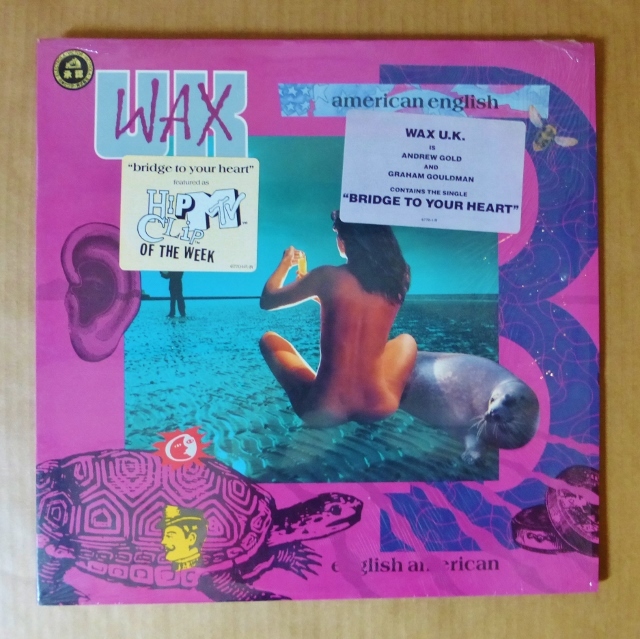 WAX
UK
american english
"bridge to your heart"
featured as
HIP
MTV
CLIP
OF THE WEEK
WAX U.K.
IS
ANDREW GOLD
AND
GRAHAM GOULDMAN
CONTAINS THE SINGLE
"BRIDGE TO YOUR HEART"
english american